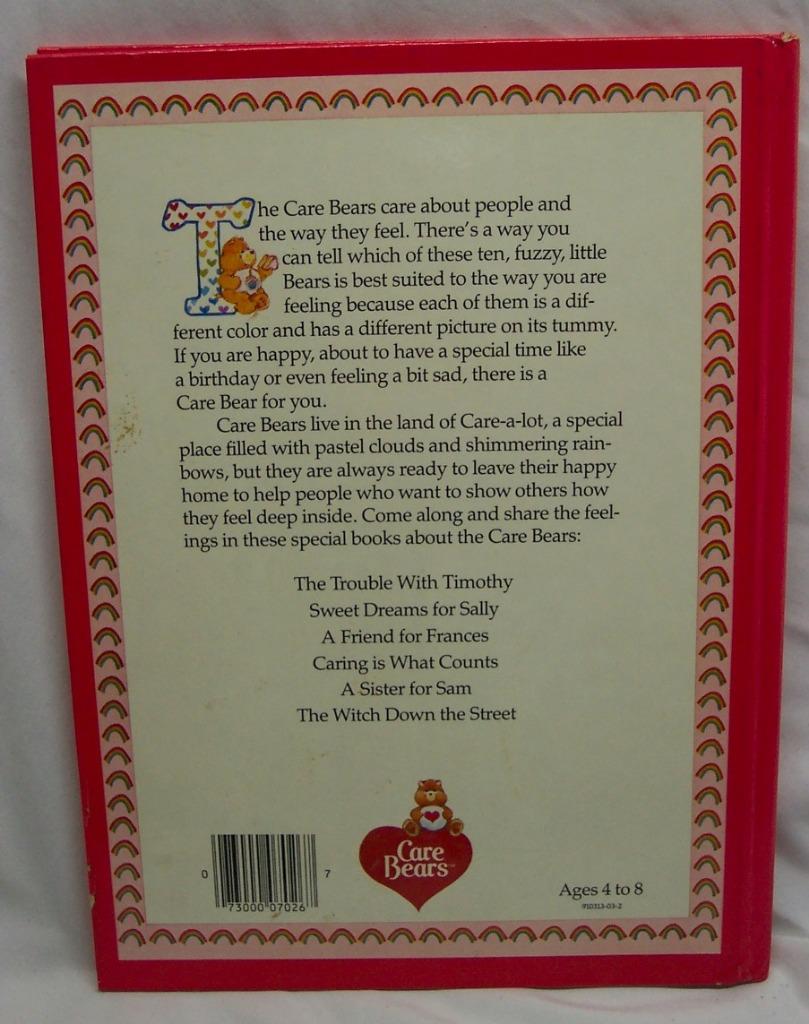 The Care Bears care about people and
the way they feel. There's a way you
can tell which of these ten, fuzzy, little
Bears is best suited to the way you are
feeling because each of them is a dif-
ferent color and has a different picture on its tummy.
If you are happy, about to have a special time like
a birthday or even feeling a bit sad, there is a
Care Bear for you.
Care Bears live in the land of Care-a-lot, a special
place filled with pastel clouds and shimmering rain-
bows, but they are always ready to leave their happy
home to help people who want to show others how
they feel deep inside. Come along and share the feel-
ings in these special books about the Care Bears:
The Trouble With Timothy
Sweet Dreams for Sally
A Friend for Frances
Caring is What Counts
A Sister for Sam
The Witch Down the Street
Care
Bears™
0 73000 07026 7
Ages 4 to 8
910313-03-2